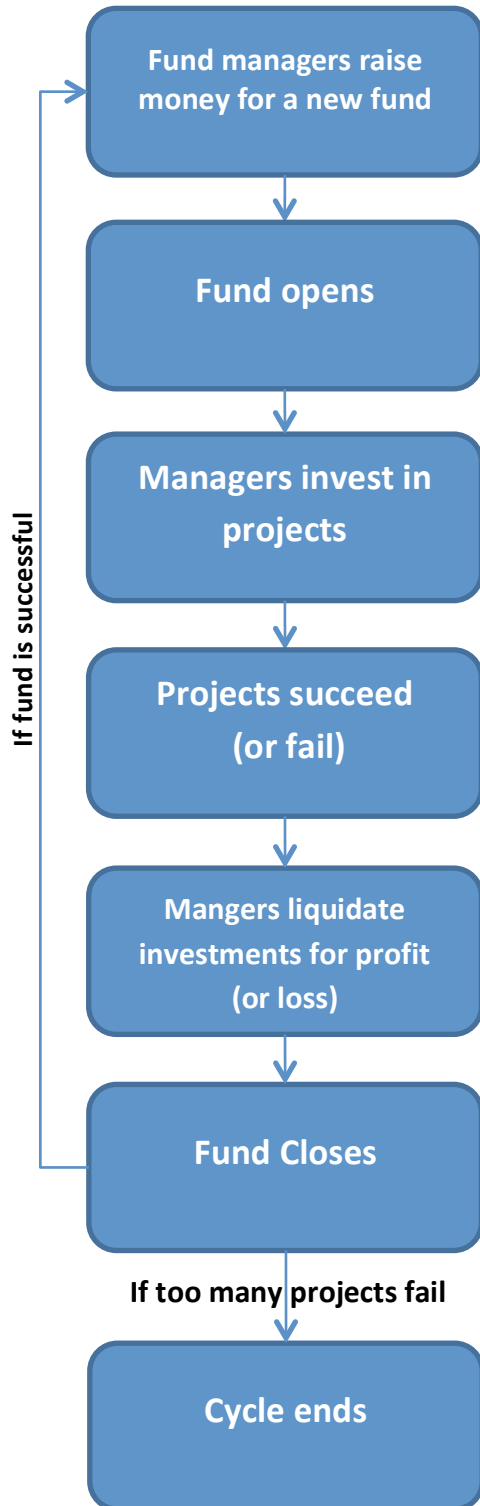 Fund managers raise
money for a new fund
Fund opens
Managers invest in
projects
Projects succeed
(or fail)
Mangers liquidate
investments for profit
(or loss)
Fund Closes
If fund is successful
If too many projects fail
Cycle ends